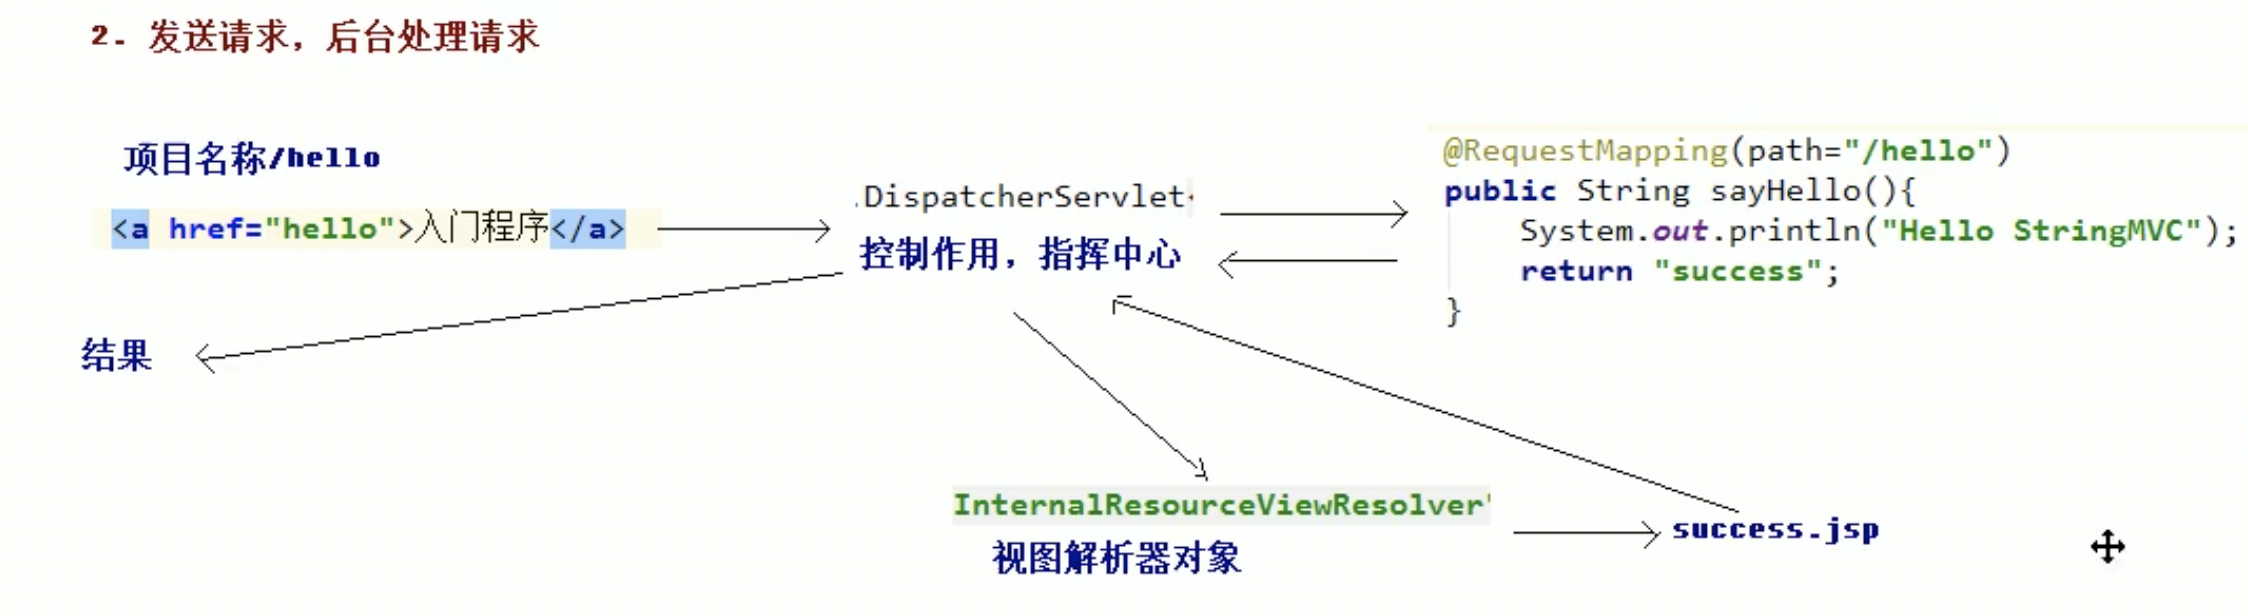 2. 发送请求，后台处理请求
项目名称/hello
<a href="hello">入门程序</a>
.DispatcherServlet<
控制作用，指挥中心
@RequestMapping(path="/hello")
public String sayHello(){
System.out.println("Hello StringMVC");
return "success";
}
结果
InternalResourceViewResolver"
视图解析器对象
success.jsp